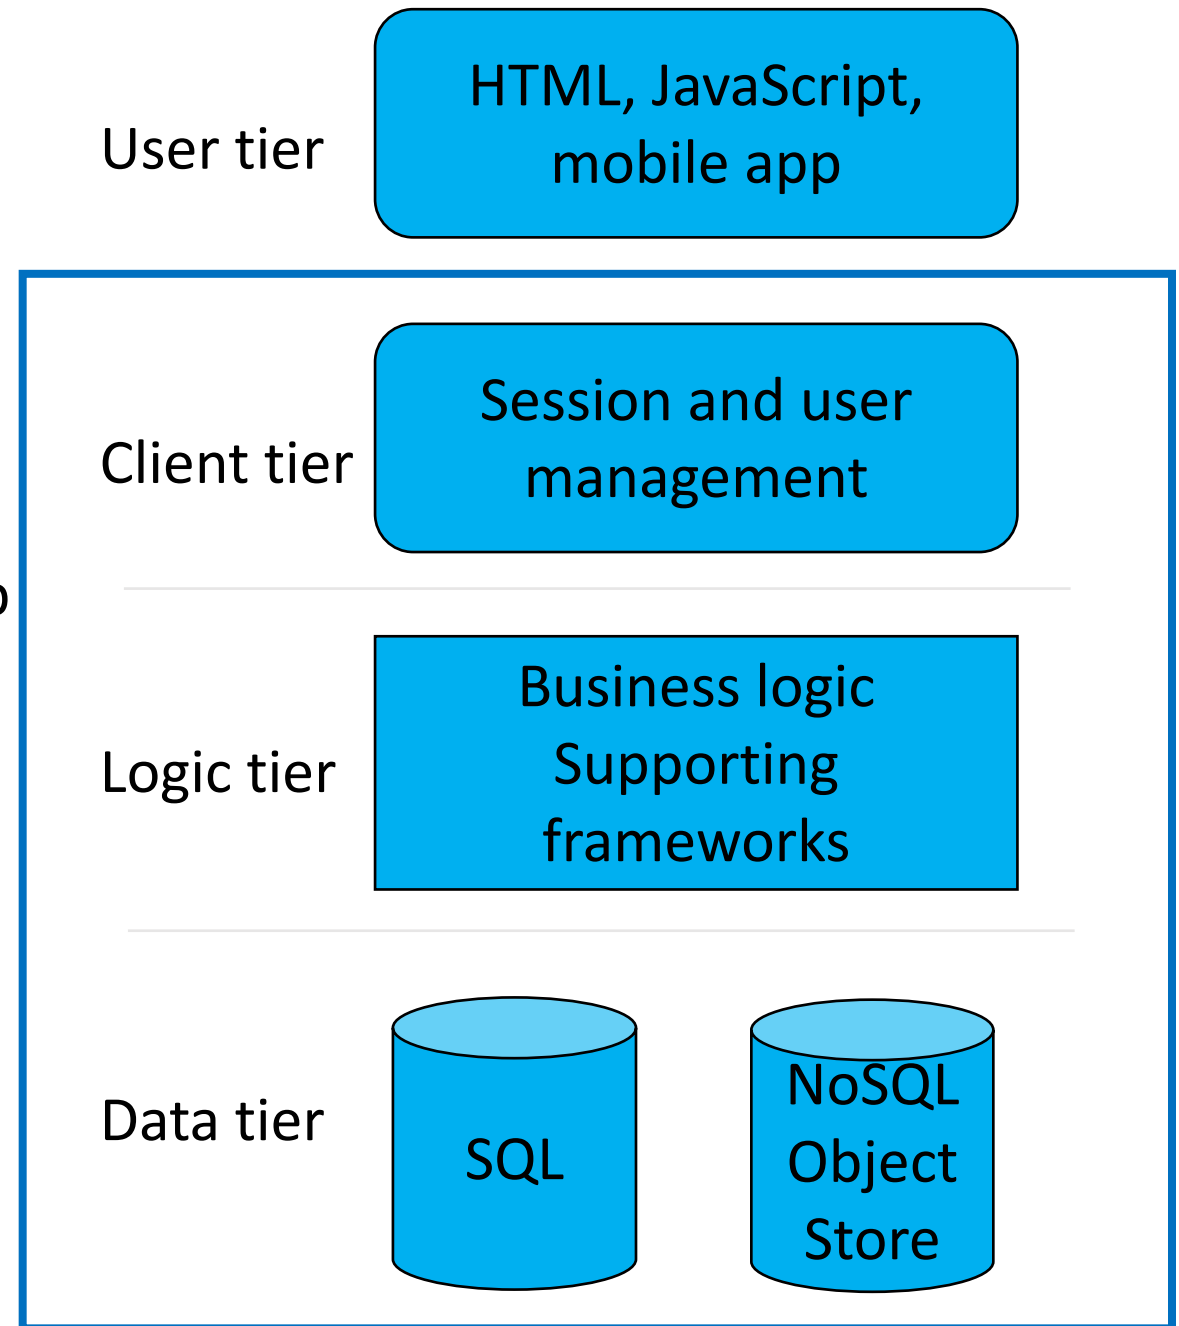 User tier
HTML, JavaScript,
mobile app
Client tier
Session and user
management
Logic tier
Business logic
Supporting
frameworks
Data tier
SQL
NoSQL
Object
Store